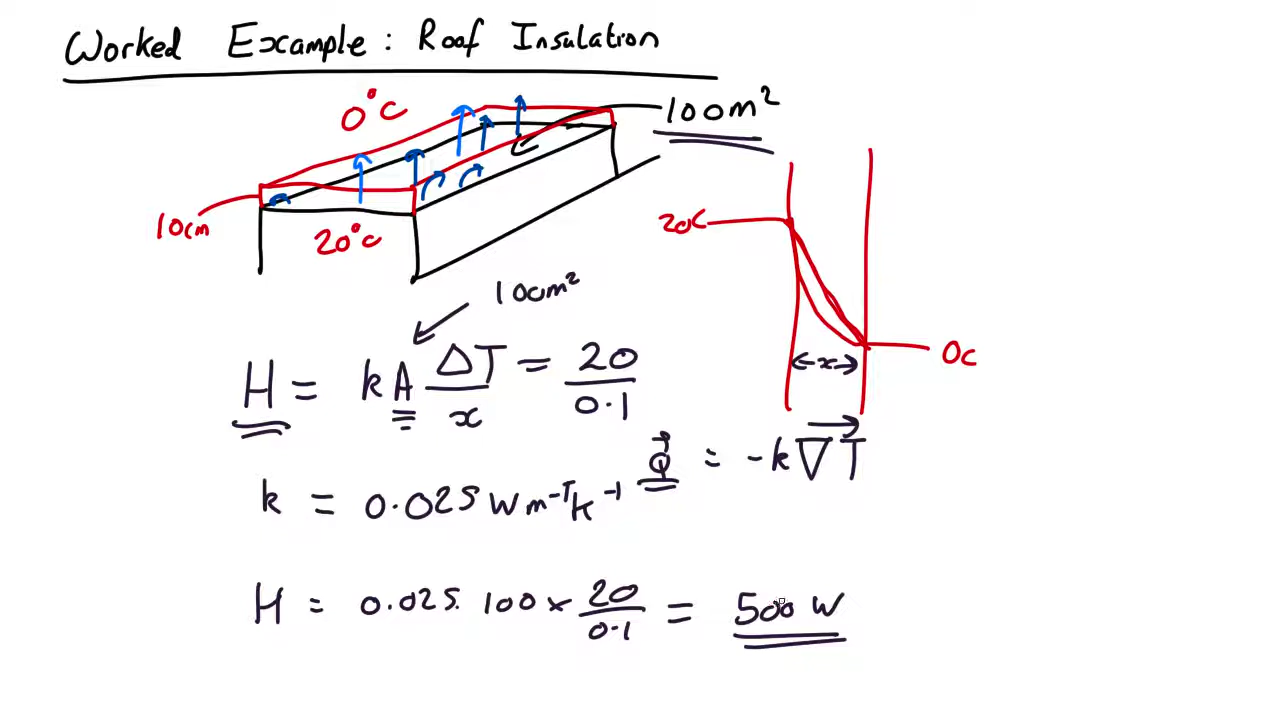 Worked Example: Roof Insulation
0°C
100m²
10cm
20°C
20C
0C
x
10cm²
H = kA ΔT/x = 20/0.1
Q⃗ = -k∇⃗T
k = 0.025 Wm⁻¹k⁻¹
H = 0.025. 100 × 20/0.1 = 500 W